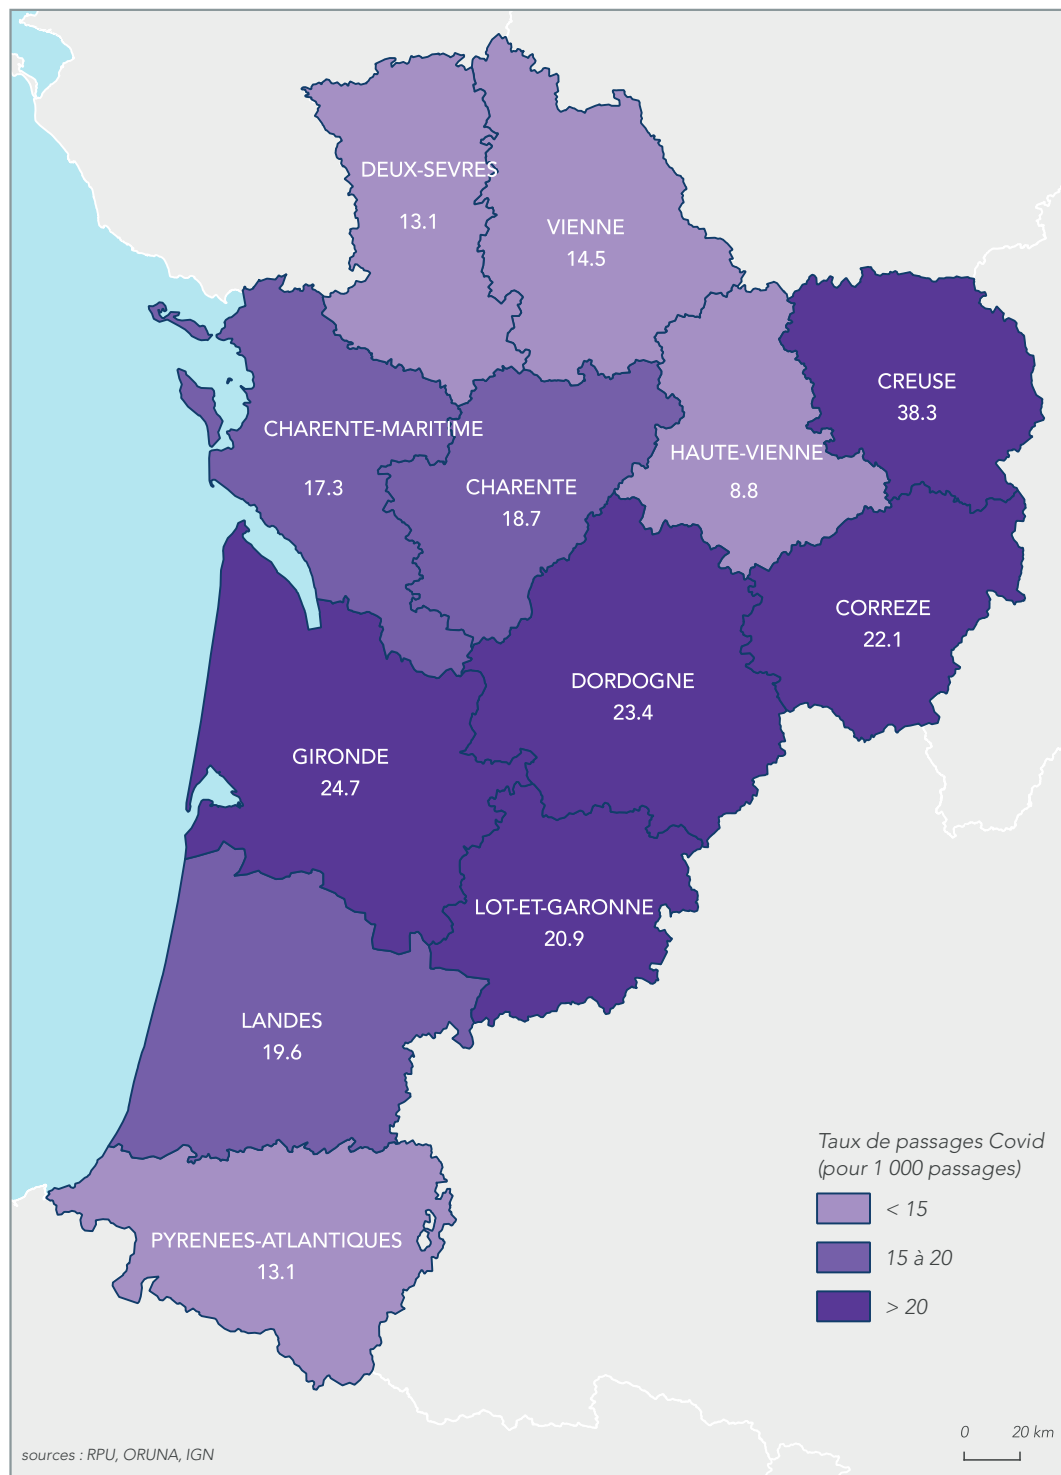 DEUX-SEVRES
13.1
VIENNE
14.5
CREUSE
38.3
CHARENTE-MARITIME
17.3
HAUTE-VIENNE
8.8
CHARENTE
18.7
CORREZE
22.1
DORDOGNE
23.4
GIRONDE
24.7
LOT-ET-GARONNE
20.9
LANDES
19.6
PYRENEES-ATLANTIQUES
13.1
Taux de passages Covid
(pour 1 000 passages)
< 15
15 à 20
> 20
0 20 km
sources : RPU, ORUNA, IGN